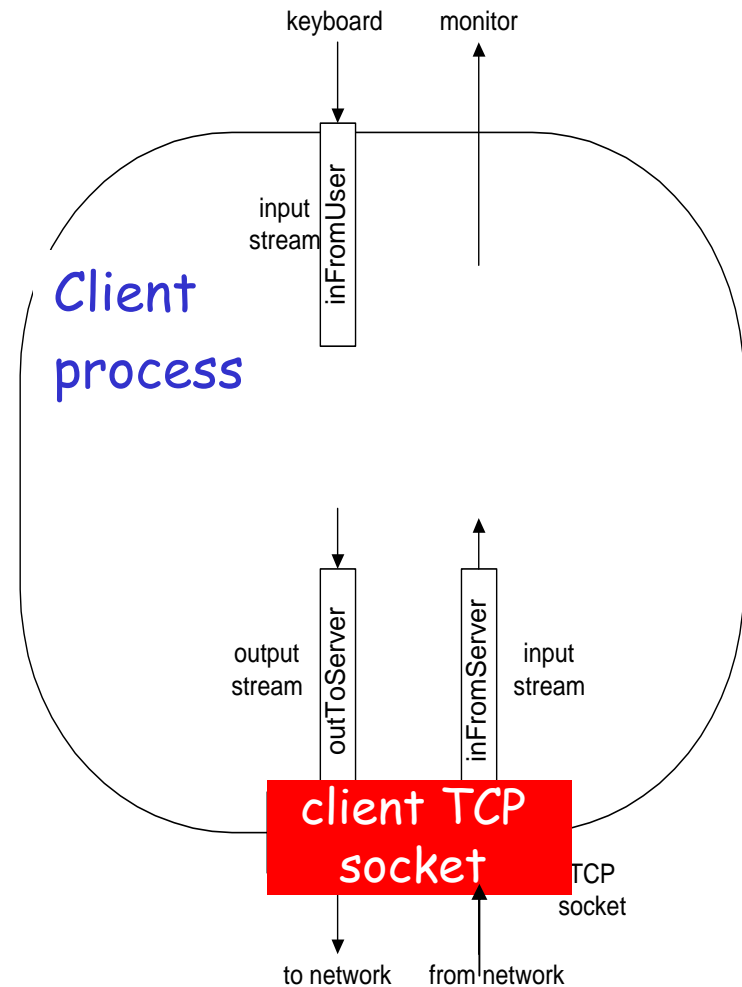 keyboard
monitor
input
stream
inFromUser
Client
process
output
stream
outToServer
inFromServer
input
stream
client TCP
socket
TCP
socket
to network
from network